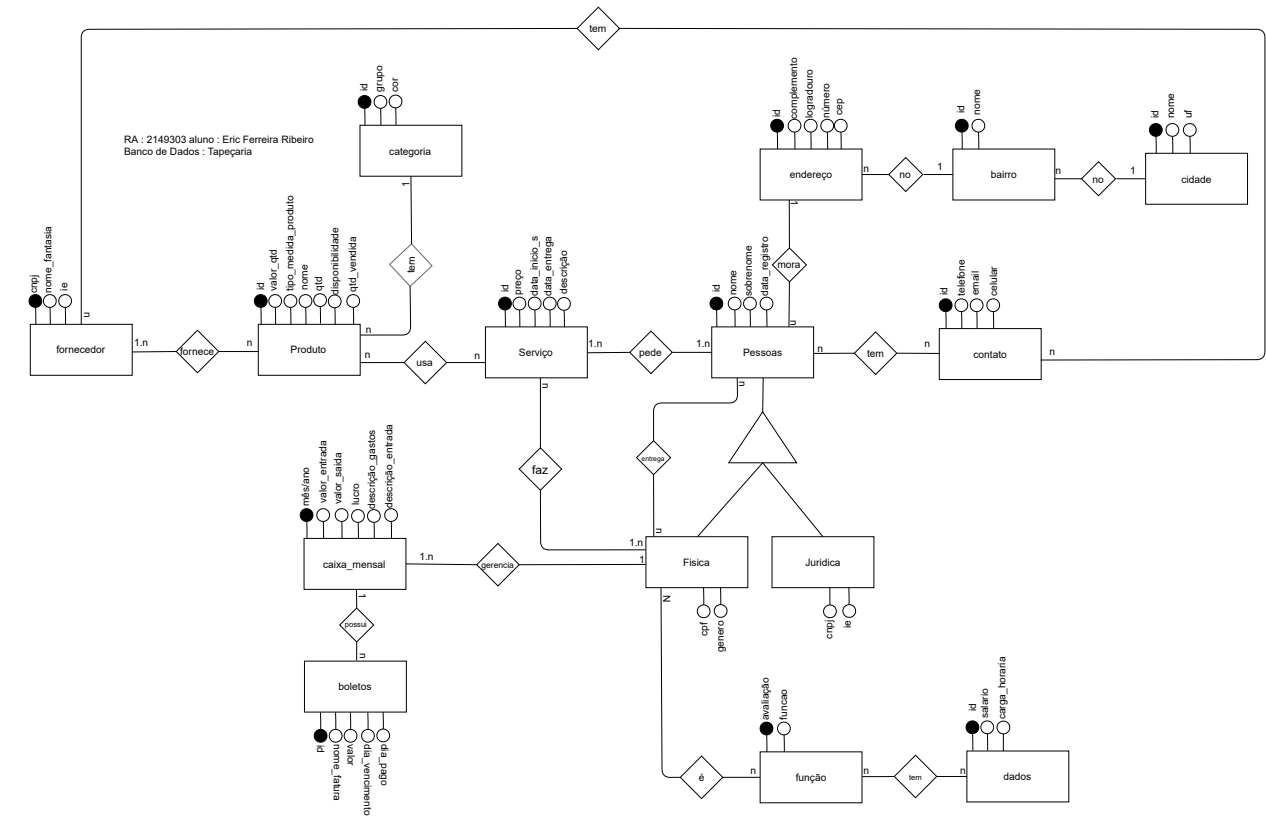 tem
id
grupo
cor
categoria
1
tem
n
RA : 2149303 aluno : Eric Ferreira Ribeiro
Banco de Dados : Tapeçaria
id
complemento
logradouro
número
cep
endereço
n
no
1
id
nome
bairro
n
no
1
id
nome
uf
cidade
1
mora
n
cnpj
nome_fantasia
ie
n
fornecedor
1.n
fornece
n
id
valor_qtd
tipo_medida_produto
nome
qtd
disponibilidade
qtd_vendida
Produto
n
usa
n
id
preço
data_inicio_s
data_entrega
descrição
Serviço
1.n
pede
1.n
id
nome
sobrenome
data_registro
Pessoas
n
tem
n
id
telefone
email
celular
contato
n
n
faz
1.n
n
entrega
n
mês/ano
valor_entrada
valor_saida
lucro
descrição_gastos
descrição_entrada
caixa_mensal
1.n
gerencia
1
Fisica
cpf
genero
Juridica
cnpj
ie
1
possui
n
boletos
id
nome_fatura
valor
dia_vencimento
dia_pago
N
é
n
avaliação
funcao
função
n
tem
n
id
salario
carga_horaria
dados